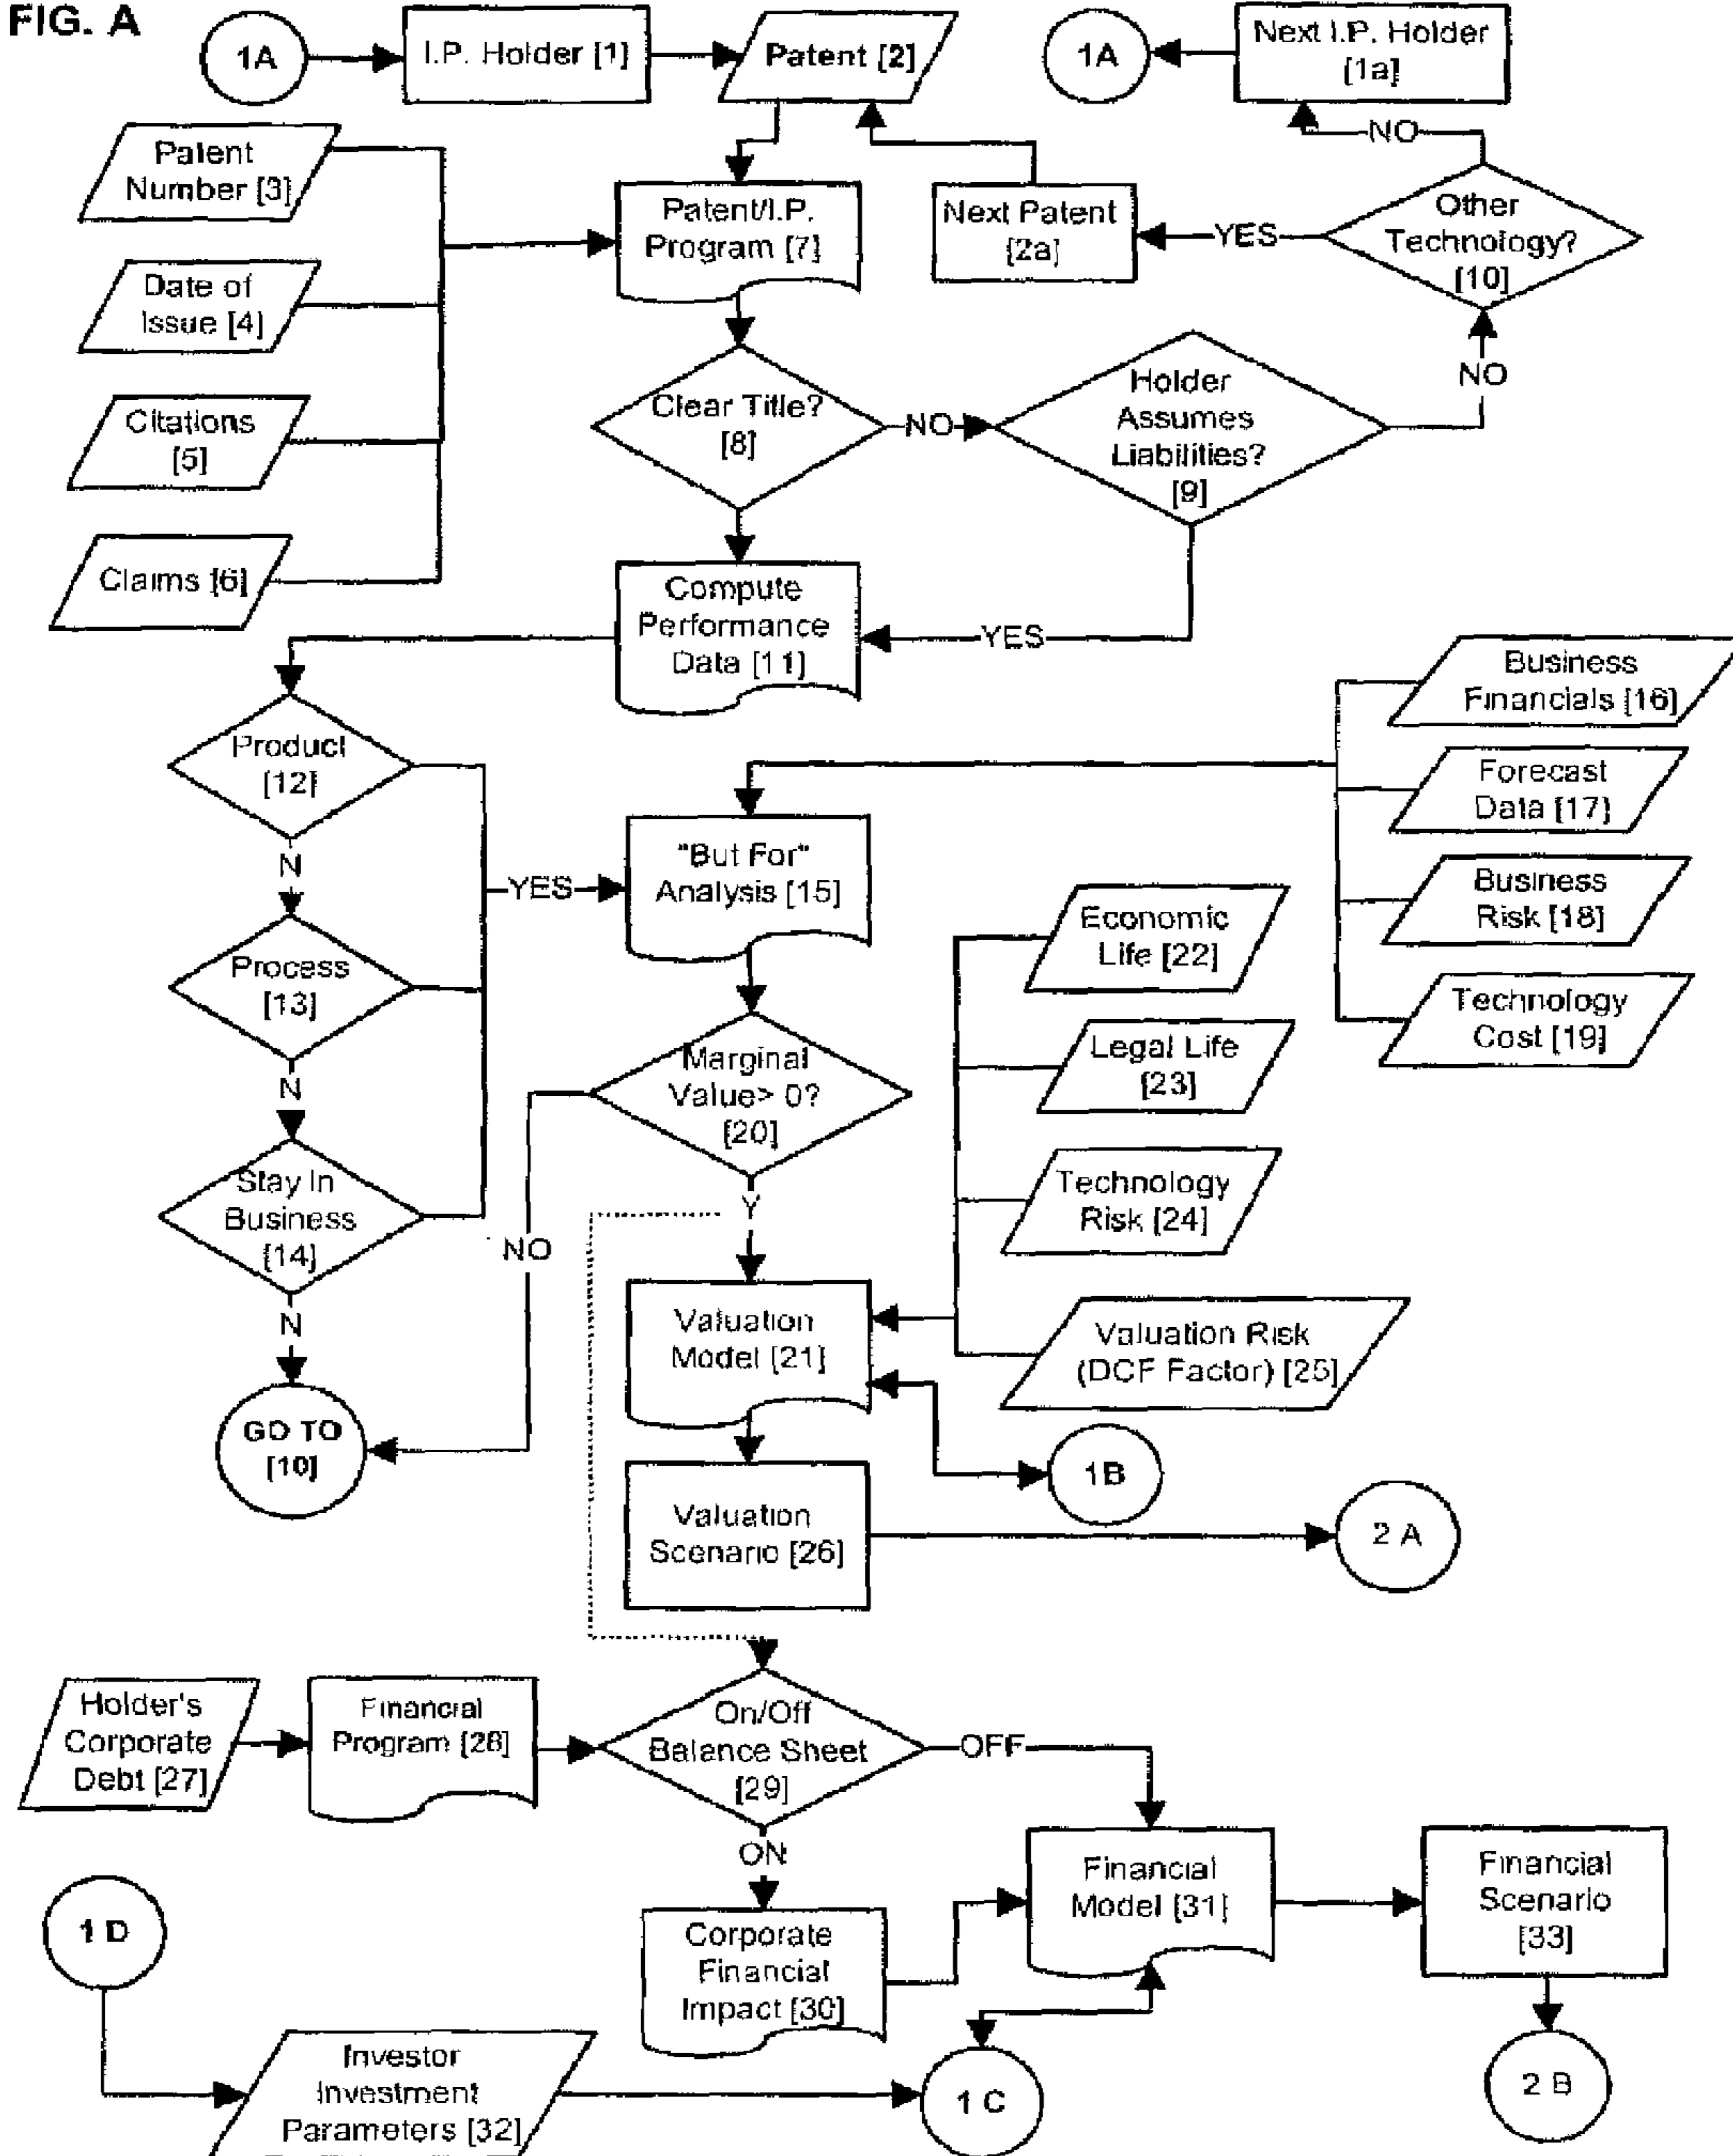 FIG. A
1A
I.P. Holder [1]
Patent [2]
1A
Next I.P. Holder
[1a]
NO
Patent
Number [3]
Patent/I.P.
Program [7]
Next Patent
[2a]
YES
Other
Technology?
[10]
Date of
Issue [4]
NO
Citations
[5]
Clear Title?
[8]
NO
Holder
Assumes
Liabilities?
[9]
Claims [6]
Compute
Performance
Data [11]
YES
Business
Financials [16]
Product
[12]
Forecast
Data [17]
N
YES
"But For"
Analysis [15]
Business
Risk [18]
Economic
Life [22]
Process
[13]
Technology
Cost [19]
N
Marginal
Value> 0?
[20]
Legal Life
[23]
Stay In
Business
[14]
Y
Technology
Risk [24]
NO
N
Valuation
Model [21]
Valuation Risk
(DCF Factor) [25]
GO TO
[10]
1B
Valuation
Scenario [26]
2 A
Holder's
Corporate
Debt [27]
Financial
Program [28]
On/Off
Balance Sheet
[29]
OFF
ON
1 D
Corporate
Financial
Impact [30]
Financial
Model [31]
Financial
Scenario
[33]
Investor
Investment
Parameters [32]
1 C
2 B